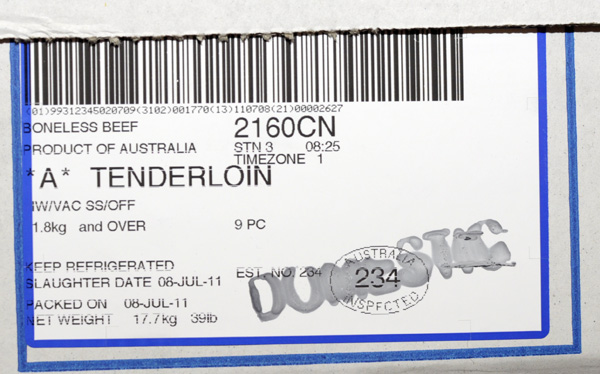 (01)99312345020709(3102)001770(13)110708(21)00002627
BONELESS BEEF 2160CN
PRODUCT OF AUSTRALIA STN 3 08:25
TIMEZONE 1
*A* TENDERLOIN
IW/VAC SS/OFF
1.8kg and OVER 9 PC
KEEP REFRIGERATED EST. NO. 234
SLAUGHTER DATE 08-JUL-11
PACKED ON 08-JUL-11
NET WEIGHT 17.7kg 39lb
AUSTRALIA
234
INSPECTED
DOMESTIC